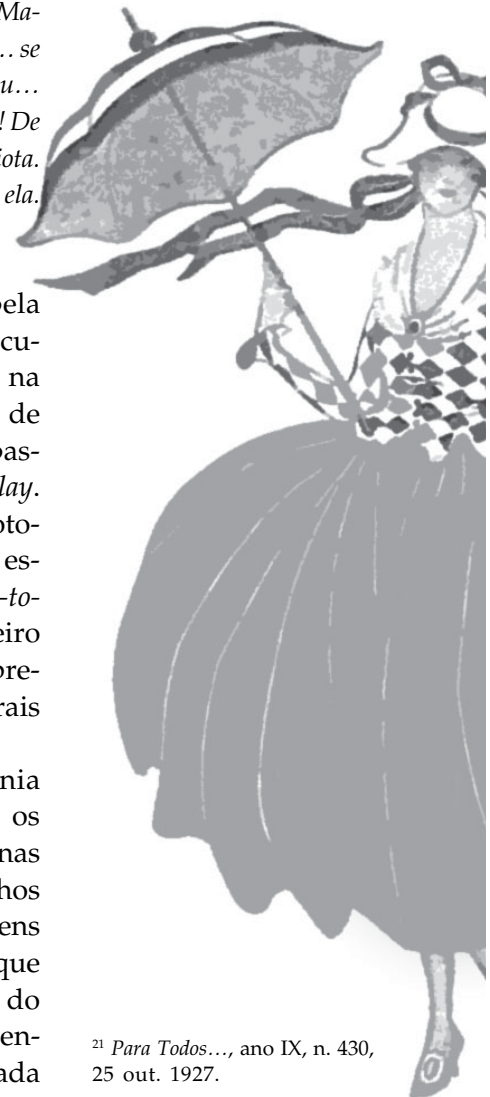 Ma-
… se
u…
! De
iota.
ela.
pela
cu-
na
de
pas-
lay.
oto-
es-
-to-
eiro
pre-
rais
nia
os
nas
hos
ens
que
do
en-
ada
²¹ Para Todos…, ano IX, n. 430,
25 out. 1927.